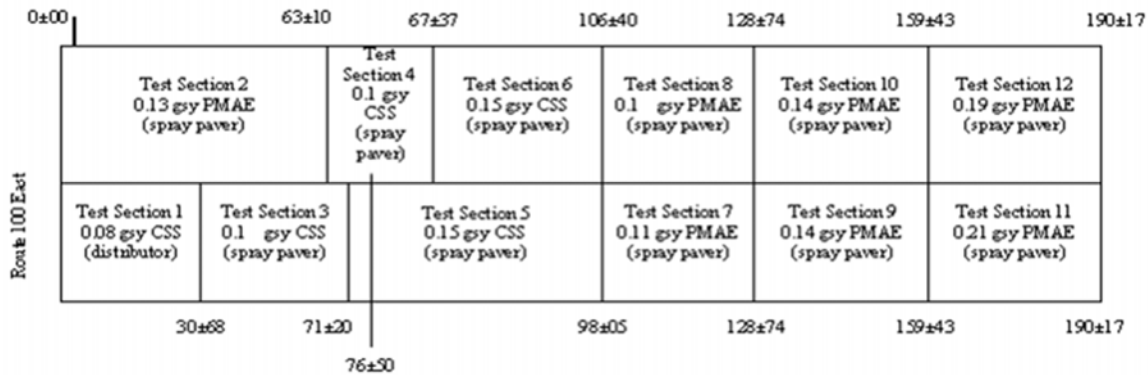 0±00
63±10
67±37
106±40
128±74
159±43
190±17
Test Section 2
0.13 gsy PMAE
(spray paver)
Test
Section 4
0.1 gsy
CSS
(spray
paver)
Test Section 6
0.15 gsy CSS
(spray paver)
Test Section 8
0.1 gsy PMAE
(spray paver)
Test Section 10
0.14 gsy PMAE
(spray paver)
Test Section 12
0.19 gsy PMAE
(spray paver)
Route 100 East
Test Section 1
0.08 gsy CSS
(distributor)
Test Section 3
0.1 gsy CSS
(spray paver)
Test Section 5
0.15 gsy CSS
(spray paver)
Test Section 7
0.11 gsy PMAE
(spray paver)
Test Section 9
0.14 gsy PMAE
(spray paver)
Test Section 11
0.21 gsy PMAE
(spray paver)
30±68
71±20
98±05
128±74
159±43
190±17
76±50